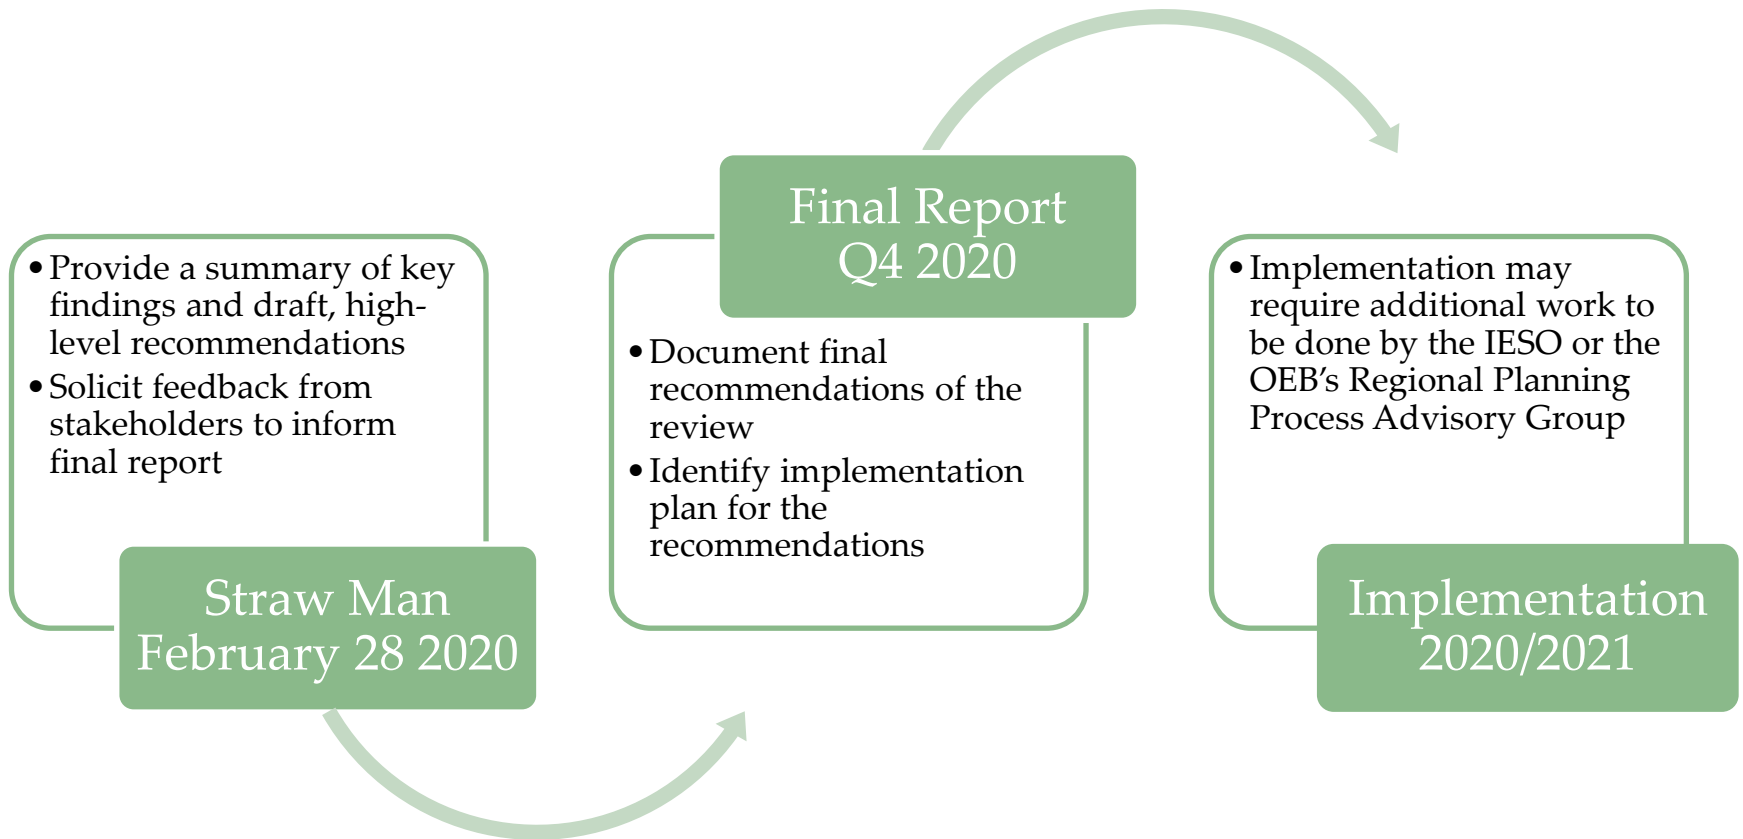 •Provide a summary of key
findings and draft, high-
level recommendations
•Solicit feedback from
stakeholders to inform
final report
Straw Man
February 28 2020
Final Report
Q4 2020
•Document final
recommendations of the
review
•Identify implementation
plan for the
recommendations
•Implementation may
require additional work to
be done by the IESO or the
OEB’s Regional Planning
Process Advisory Group
Implementation
2020/2021